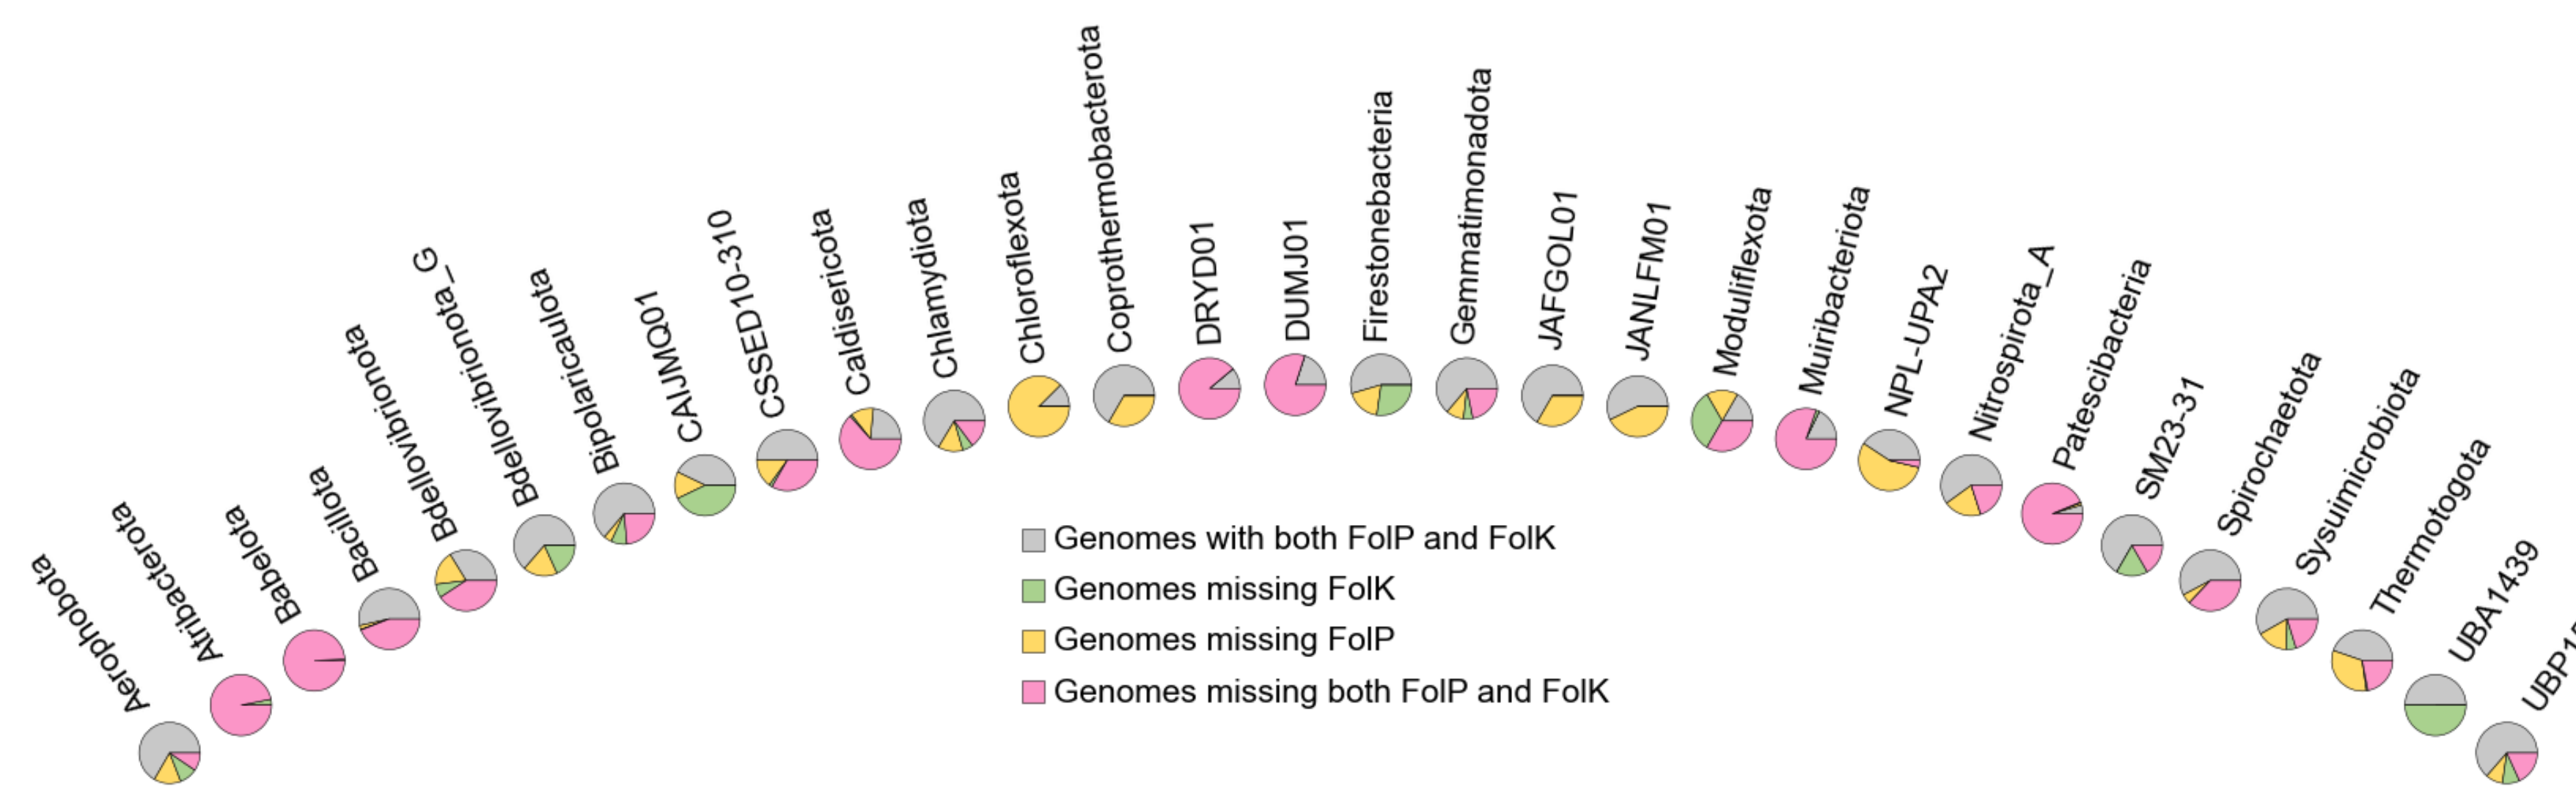 Aerophobota
Atribacterota
Babelota
Bacillota
Bdellovibrionota
Bdellovibrionota_G
Bipolaricaulota
CAIJMQ01
CSSED10-310
Caldisericota
Chlamydiota
Chloroflexota
Coprothermobacterota
DRYD01
DUMJ01
Firestonebacteria
Gemmatimonadota
JAFGOL01
JANLFM01
Moduliflexota
Muiribacteriota
NPL-UPA2
Nitrospirota_A
Patescibacteria
SM23-31
Spirochaetota
Sysuimicrobiota
Thermotogota
UBA1439
Genomes with both FolP and FolK
Genomes missing FolK
Genomes missing FolP
Genomes missing both FolP and FolK